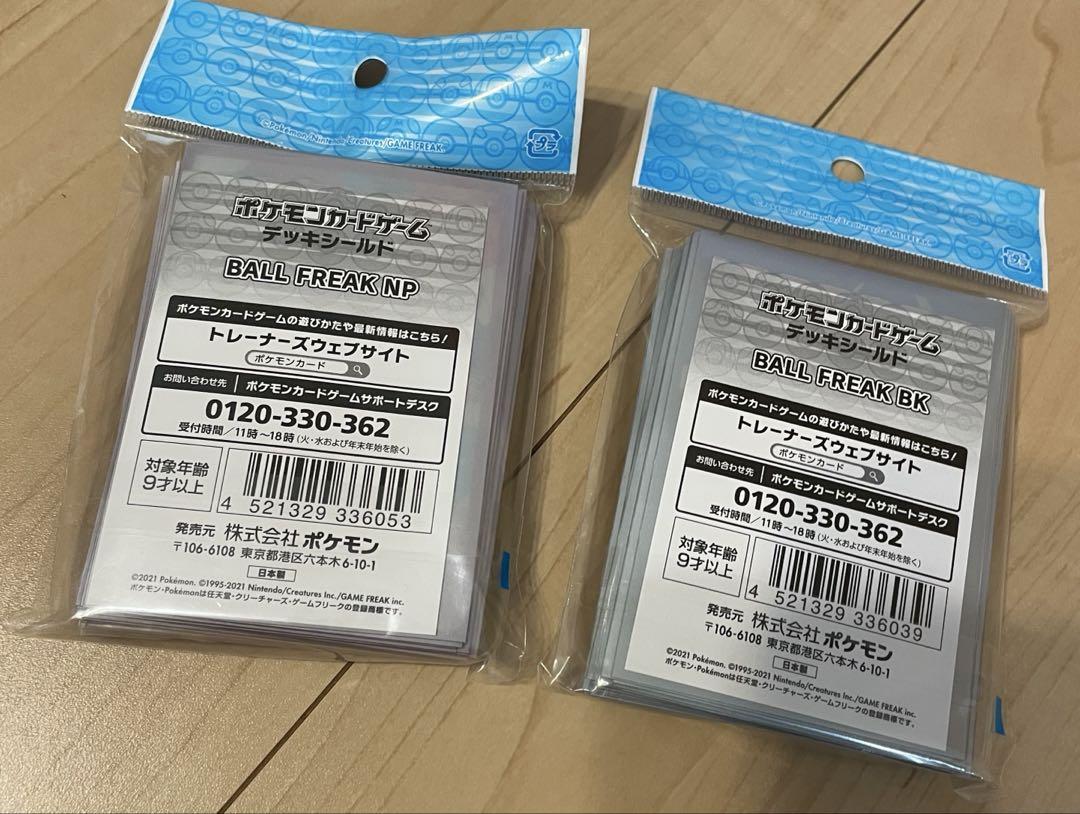 ©Pokémon/Nintendo/Creatures/GAME FREAK.
プラ
ポケモンカードゲーム
デッキシールド
BALL FREAK NP
ポケモンカードゲームの遊びかたや最新情報はこちら!
トレーナーズウェブサイト
ポケモンカード
お問い合わせ先 ポケモンカードゲームサポートデスク
0120-330-362
受付時間/11時~18時(火・水および年末年始を除く)
対象年齢
9才以上
4 521329 336053
発売元 株式会社ポケモン
〒106-6108 東京都港区六本木6-10-1
日本製
©2021 Pokémon. ©1995-2021 Nintendo/Creatures Inc./GAME FREAK inc.
ポケモン・Pokémonは任天堂・クリーチャーズ・ゲームフリークの登録商標です。
©Pokémon/Nintendo/Creatures/GAME FREAK.
プラ
ポケモンカードゲーム
デッキシールド
BALL FREAK BK
ポケモンカードゲームの遊びかたや最新情報はこちら!
トレーナーズウェブサイト
ポケモンカード
お問い合わせ先 ポケモンカードゲームサポートデスク
0120-330-362
受付時間/11時~18時(火・水および年末年始を除く)
対象年齢
9才以上
4 521329 336039
発売元 株式会社ポケモン
〒106-6108 東京都港区六本木6-10-1
日本製
©2021 Pokémon. ©1995-2021 Nintendo/Creatures Inc./GAME FREAK inc.
ポケモン・Pokémonは任天堂・クリーチャーズ・ゲームフリークの登録商標です。